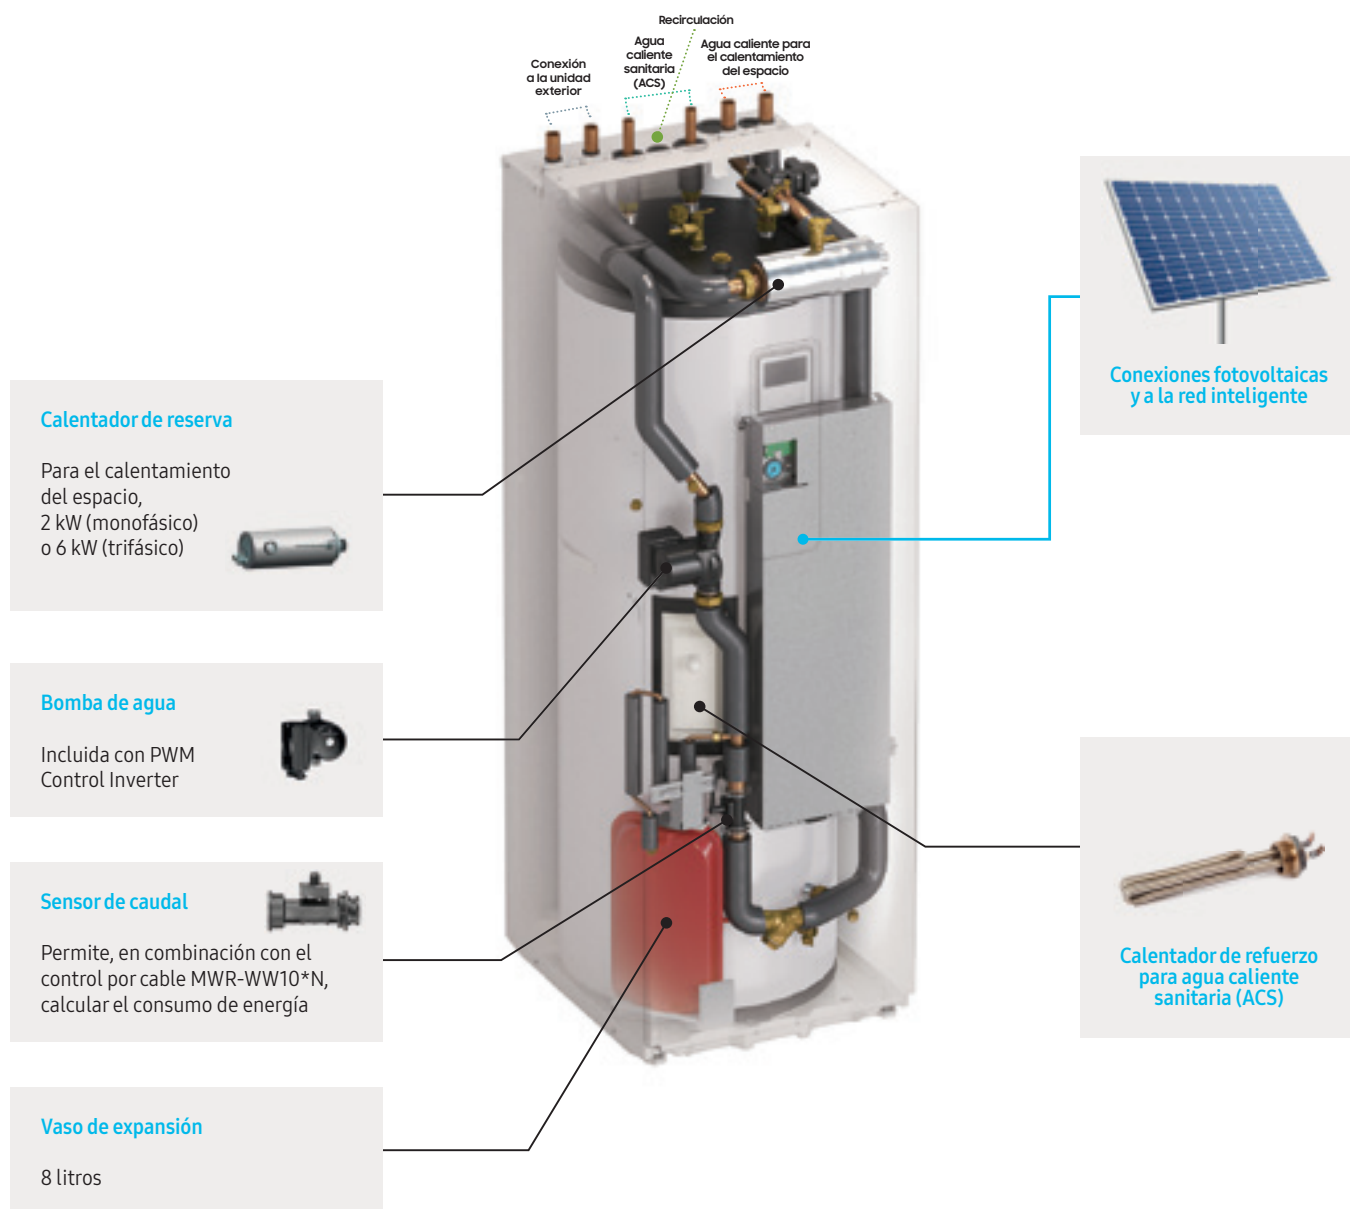 Recirculación
Agua
caliente
sanitaria
(ACS)
Agua caliente para
el calentamiento
del espacio
Conexión
a la unidad
exterior
Conexiones fotovoltaicas
y a la red inteligente
Calentador de reserva
Para el calentamiento
del espacio,
2 kW (monofásico)
o 6 kW (trifásico)
Bomba de agua
Incluida con PWM
Control Inverter
Sensor de caudal
Permite, en combinación con el
control por cable MWR-WW10*N,
calcular el consumo de energía
Calentador de refuerzo
para agua caliente
sanitaria (ACS)
Vaso de expansión
8 litros